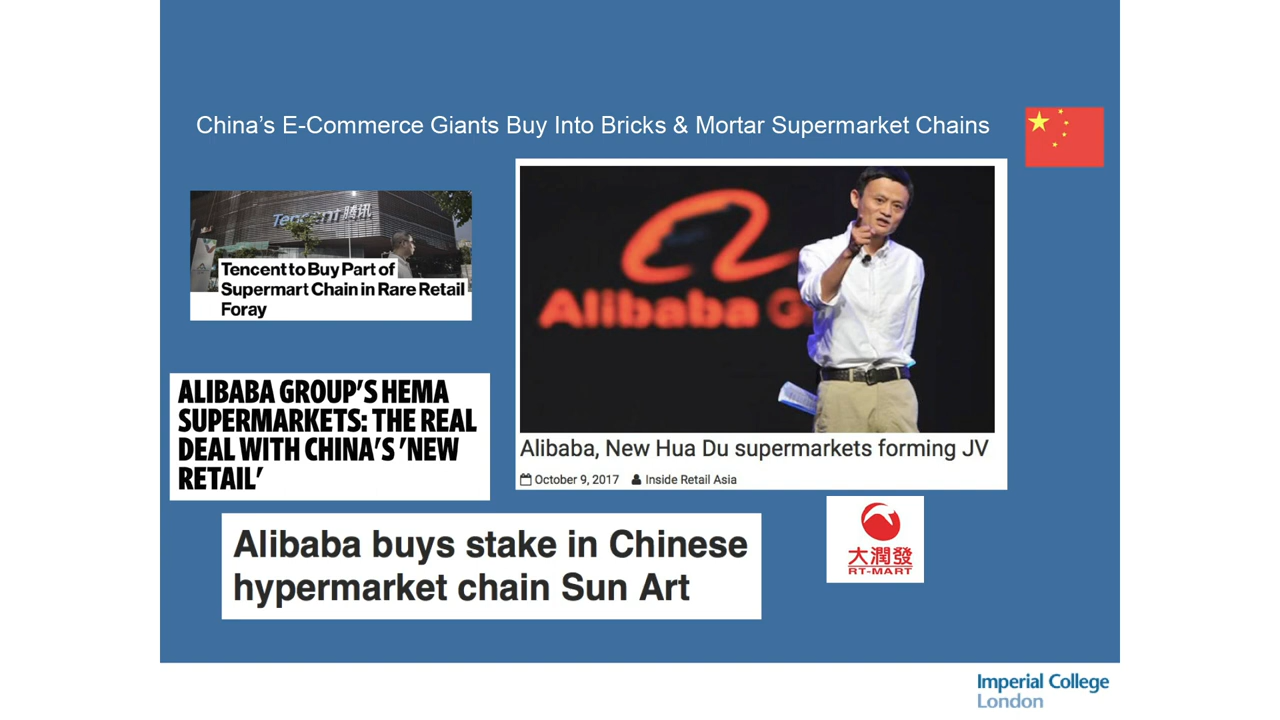 China's E-Commerce Giants Buy Into Bricks & Mortar Supermarket Chains
Tencent 腾讯
Tencent to Buy Part of
Supermart Chain in Rare Retail
Foray
Alibaba G
Alibaba, New Hua Du supermarkets forming JV
October 9, 2017 Inside Retail Asia
ALIBABA GROUP'S HEMA
SUPERMARKETS: THE REAL
DEAL WITH CHINA'S 'NEW
RETAIL'
Alibaba buys stake in Chinese
hypermarket chain Sun Art
大潤發
RT-MART
Imperial College
London